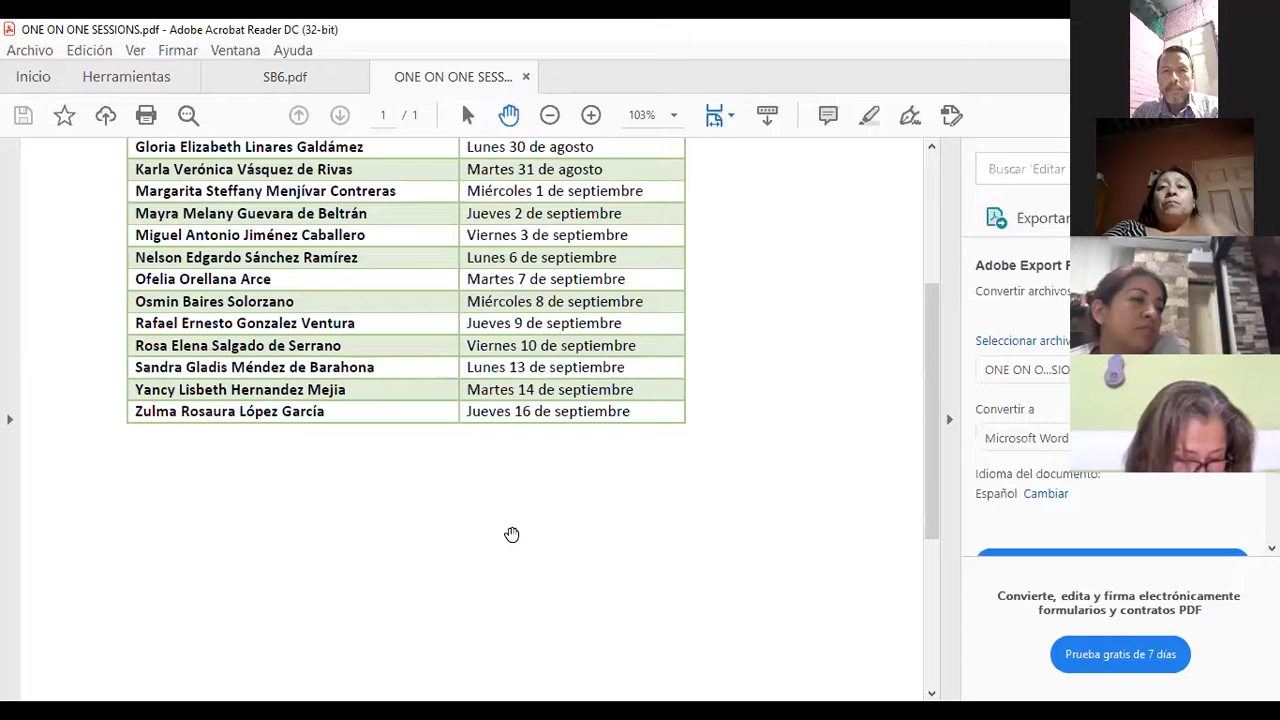 ONE ON ONE SESSIONS.pdf - Adobe Acrobat Reader DC (32-bit)
Archivo Edición Ver Firmar Ventana Ayuda
Inicio Herramientas SB6.pdf ONE ON ONE SESS... ×
1 / 1 103%
Gloria Elizabeth Linares Galdámez Lunes 30 de agosto
Karla Verónica Vásquez de Rivas Martes 31 de agosto
Margarita Steffany Menjívar Contreras Miércoles 1 de septiembre
Mayra Melany Guevara de Beltrán Jueves 2 de septiembre
Miguel Antonio Jiménez Caballero Viernes 3 de septiembre
Nelson Edgardo Sánchez Ramírez Lunes 6 de septiembre
Ofelia Orellana Arce Martes 7 de septiembre
Osmin Baires Solorzano Miércoles 8 de septiembre
Rafael Ernesto Gonzalez Ventura Jueves 9 de septiembre
Rosa Elena Salgado de Serrano Viernes 10 de septiembre
Sandra Gladis Méndez de Barahona Lunes 13 de septiembre
Yancy Lisbeth Hernandez Mejia Martes 14 de septiembre
Zulma Rosaura López García Jueves 16 de septiembre
Buscar 'Editar
Exportar
Adobe Export
Convertir archivos
Seleccionar archiv
ONE ON O...SIO
Convertir a
Microsoft Word
Idioma del documento:
Español Cambiar
Convierte, edita y firma electrónicamente
formularios y contratos PDF
Prueba gratis de 7 días